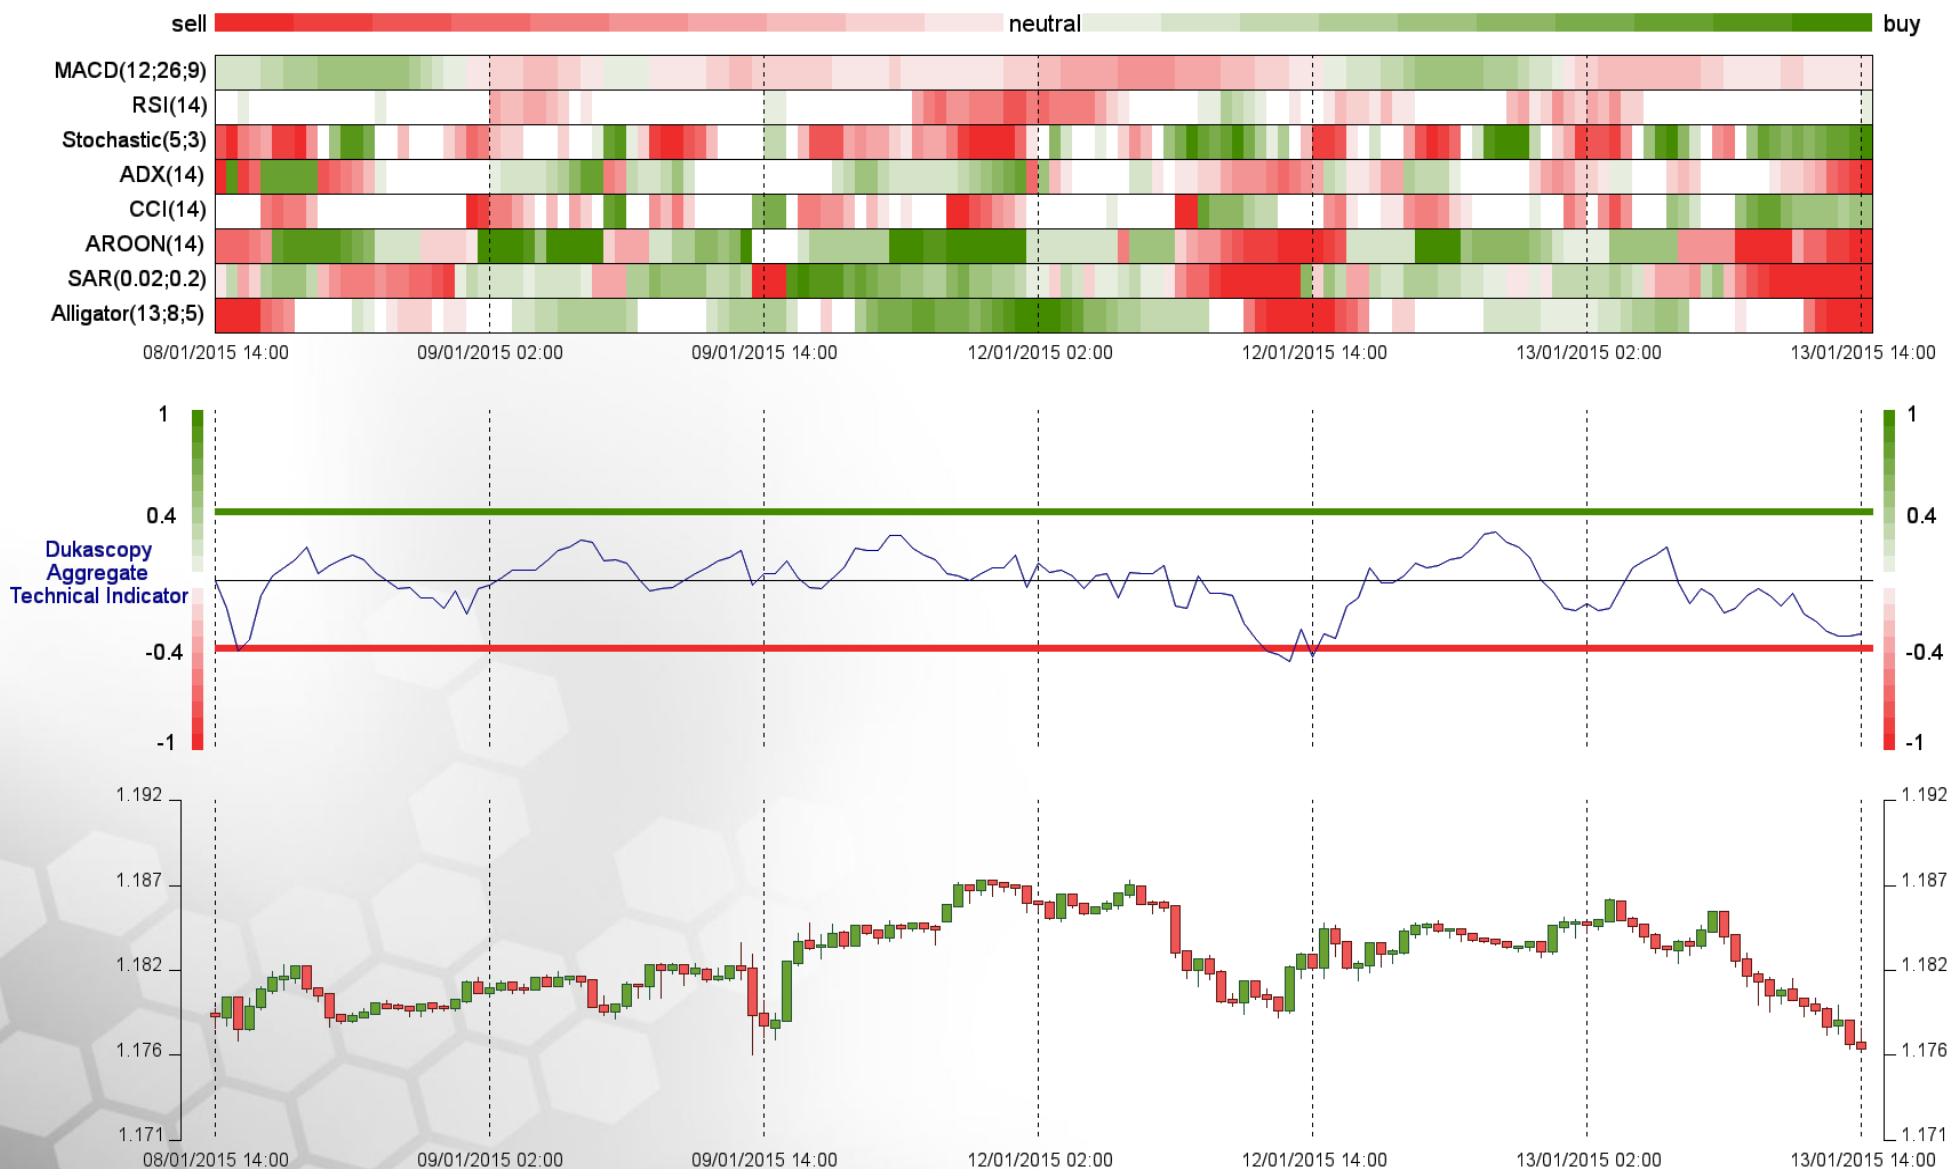 sell neutral buy
MACD(12;26;9)
RSI(14)
Stochastic(5;3)
ADX(14)
CCI(14)
AROON(14)
SAR(0.02;0.2)
Alligator(13;8;5)
08/01/2015 14:00 09/01/2015 02:00 09/01/2015 14:00 12/01/2015 02:00 12/01/2015 14:00 13/01/2015 02:00 13/01/2015 14:00
1 1
0.4 0.4
Dukascopy
Aggregate
Technical Indicator
-0.4 -0.4
-1 -1
1.192 1.192
1.187 1.187
1.182 1.182
1.176 1.176
1.171 1.171
08/01/2015 14:00 09/01/2015 02:00 09/01/2015 14:00 12/01/2015 02:00 12/01/2015 14:00 13/01/2015 02:00 13/01/2015 14:00